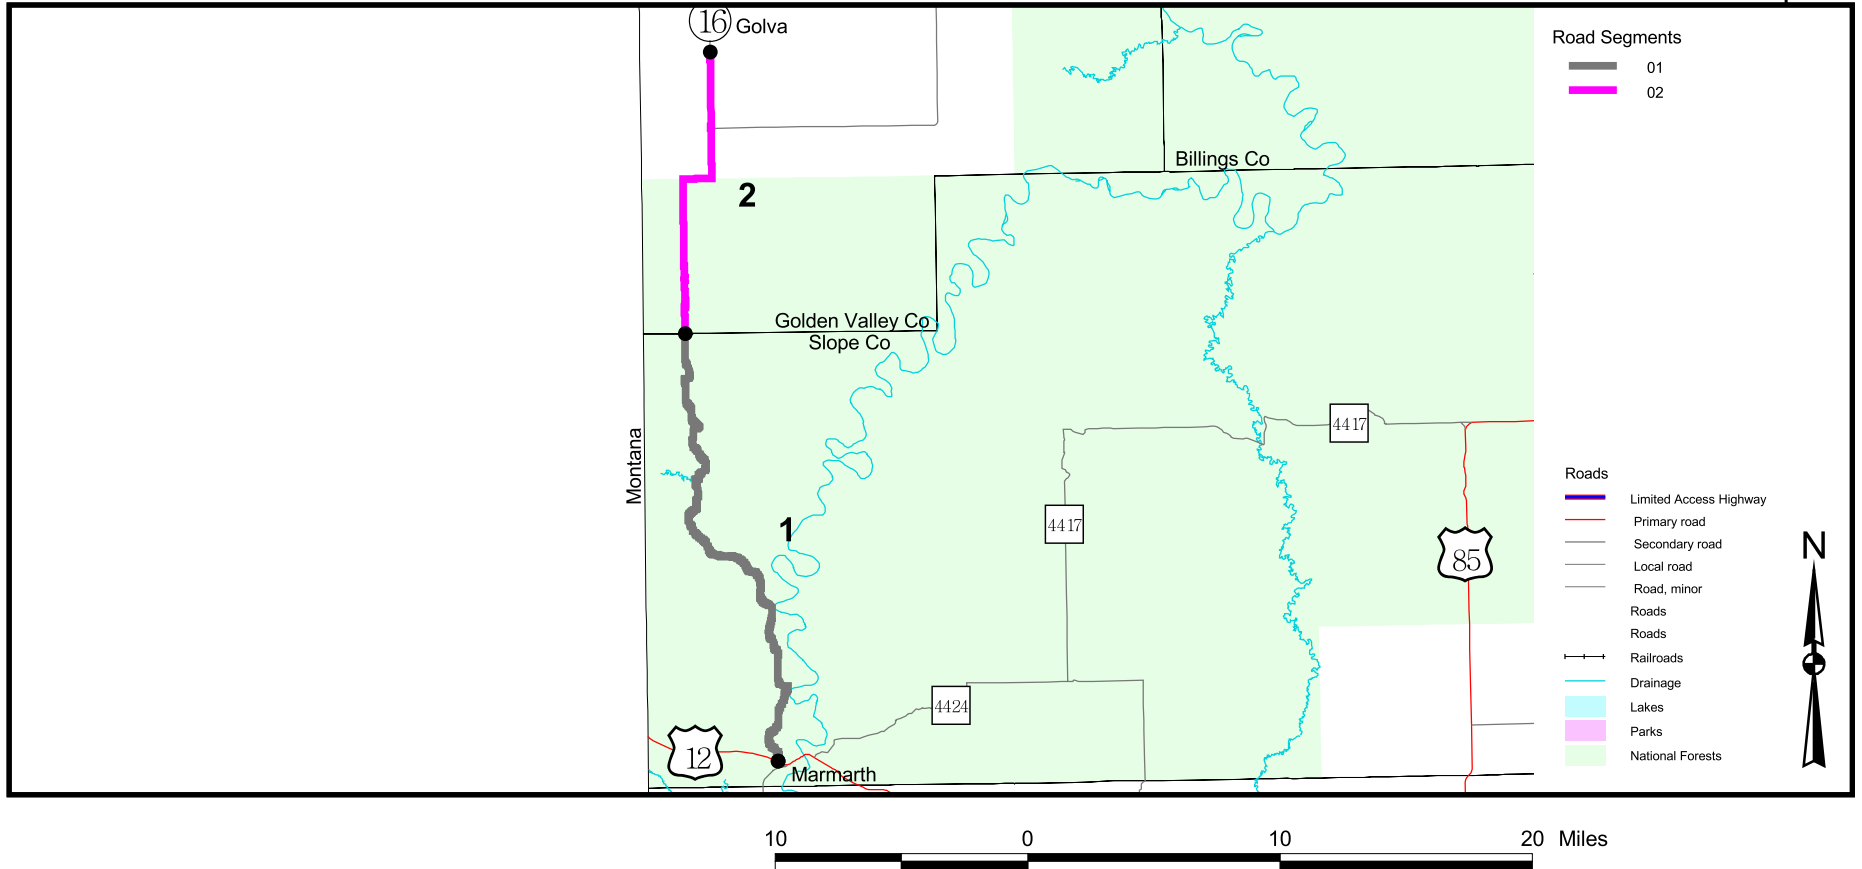 16 Golva
Road Segments
01
02
Billings Co
2
Golden Valley Co
Slope Co
Montana
4417
4417
1
85
4424
12
Marmarth
Roads
Limited Access Highway
Primary road
Secondary road
Local road
Road, minor
Roads
Roads
Railroads
Drainage
Lakes
Parks
National Forests
N
10 0 10 20 Miles